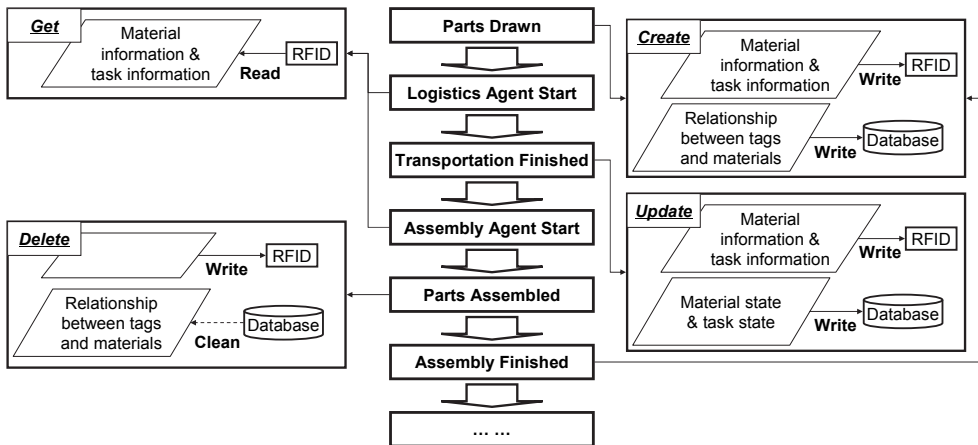 Get
Material
information &
task information
Read
RFID
Delete
Write
RFID
Relationship
between tags
and materials
Clean
Database
Parts Drawn
Logistics Agent Start
Transportation Finished
Assembly Agent Start
Parts Assembled
Assembly Finished
... ...
Create
Material
information &
task information
Write
RFID
Relationship
between tags
and materials
Write
Database
Update
Material
information &
task information
Write
RFID
Material state
& task state
Write
Database